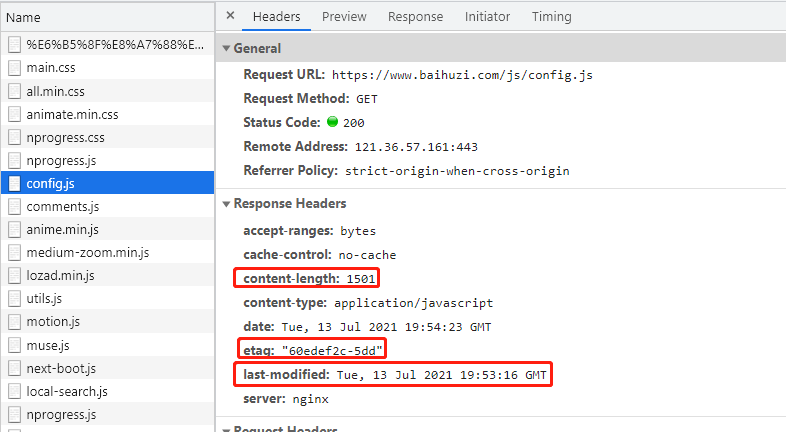 Name
%E6%B5%8F%E8%A7%88%E...
main.css
all.min.css
animate.min.css
nprogress.css
nprogress.js
config.js
comments.js
anime.min.js
medium-zoom.min.js
lozad.min.js
utils.js
motion.js
muse.js
next-boot.js
local-search.js
nprogress.js
× Headers Preview Response Initiator Timing
▼ General
Request URL: https://www.baihuzi.com/js/config.js
Request Method: GET
Status Code: 200
Remote Address: 121.36.57.161:443
Referrer Policy: strict-origin-when-cross-origin
▼ Response Headers
accept-ranges: bytes
cache-control: no-cache
content-length: 1501
content-type: application/javascript
date: Tue, 13 Jul 2021 19:54:23 GMT
etag: "60edef2c-5dd"
last-modified: Tue, 13 Jul 2021 19:53:16 GMT
server: nginx
▼ Request Headers